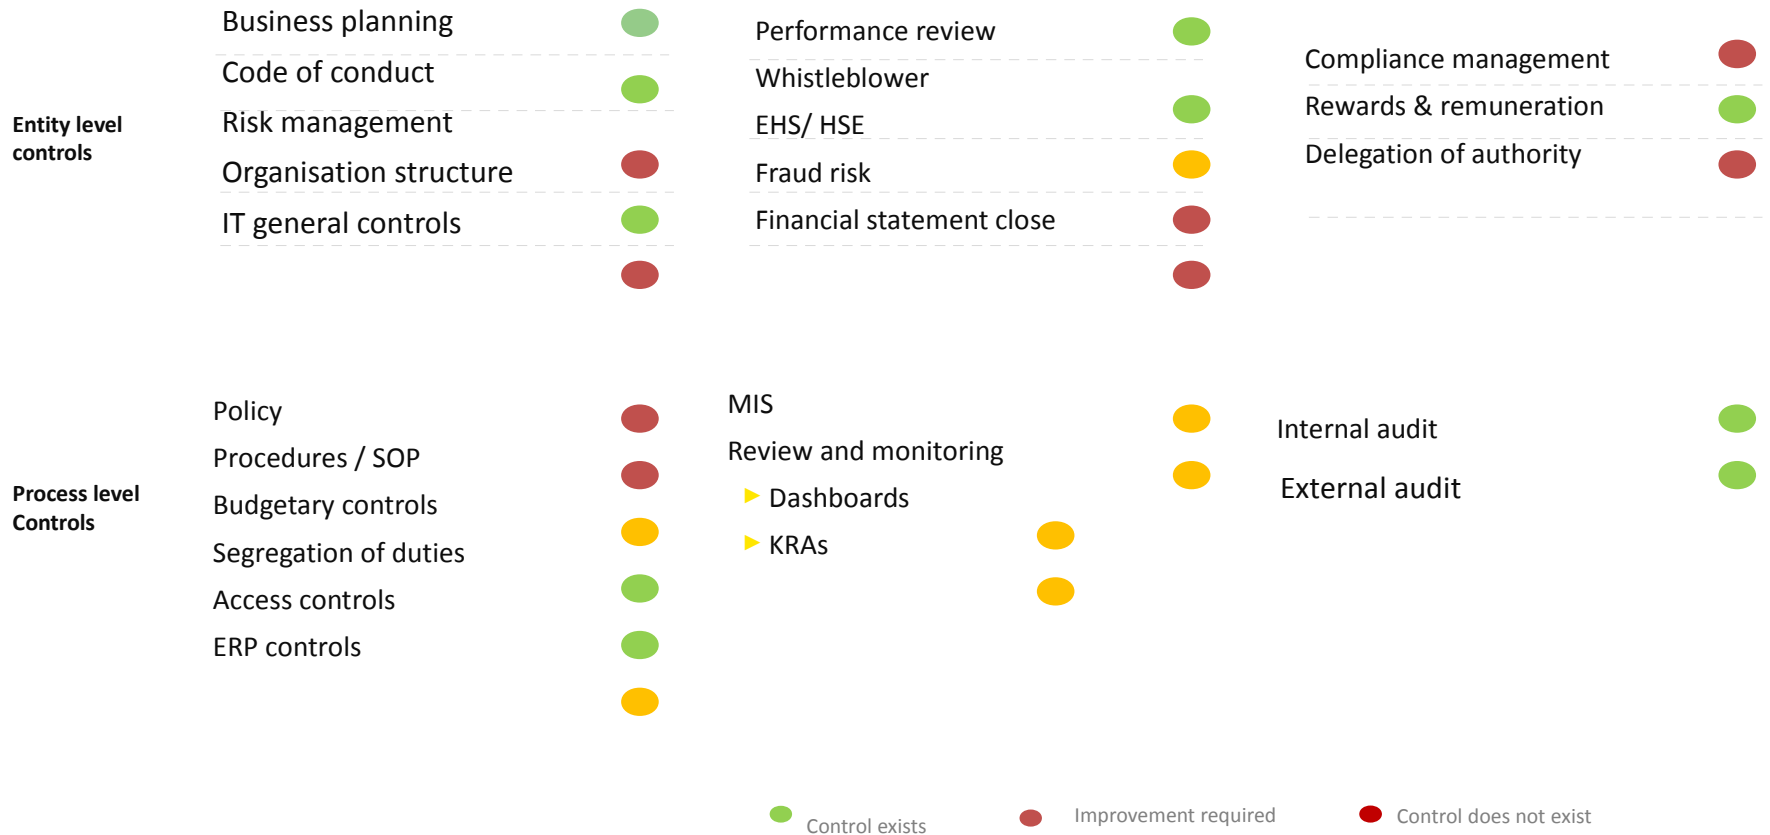 Business planning
Code of conduct
Risk management
Organisation structure
IT general controls
Performance review
Whistleblower
EHS/ HSE
Fraud risk
Financial statement close
Compliance management
Rewards & remuneration
Delegation of authority
Entity level
controls
Policy
Procedures / SOP
Budgetary controls
Segregation of duties
Access controls
ERP controls
MIS
Review and monitoring
Dashboards
KRAs
Internal audit
External audit
Process level
Controls
Control exists
Improvement required
Control does not exist